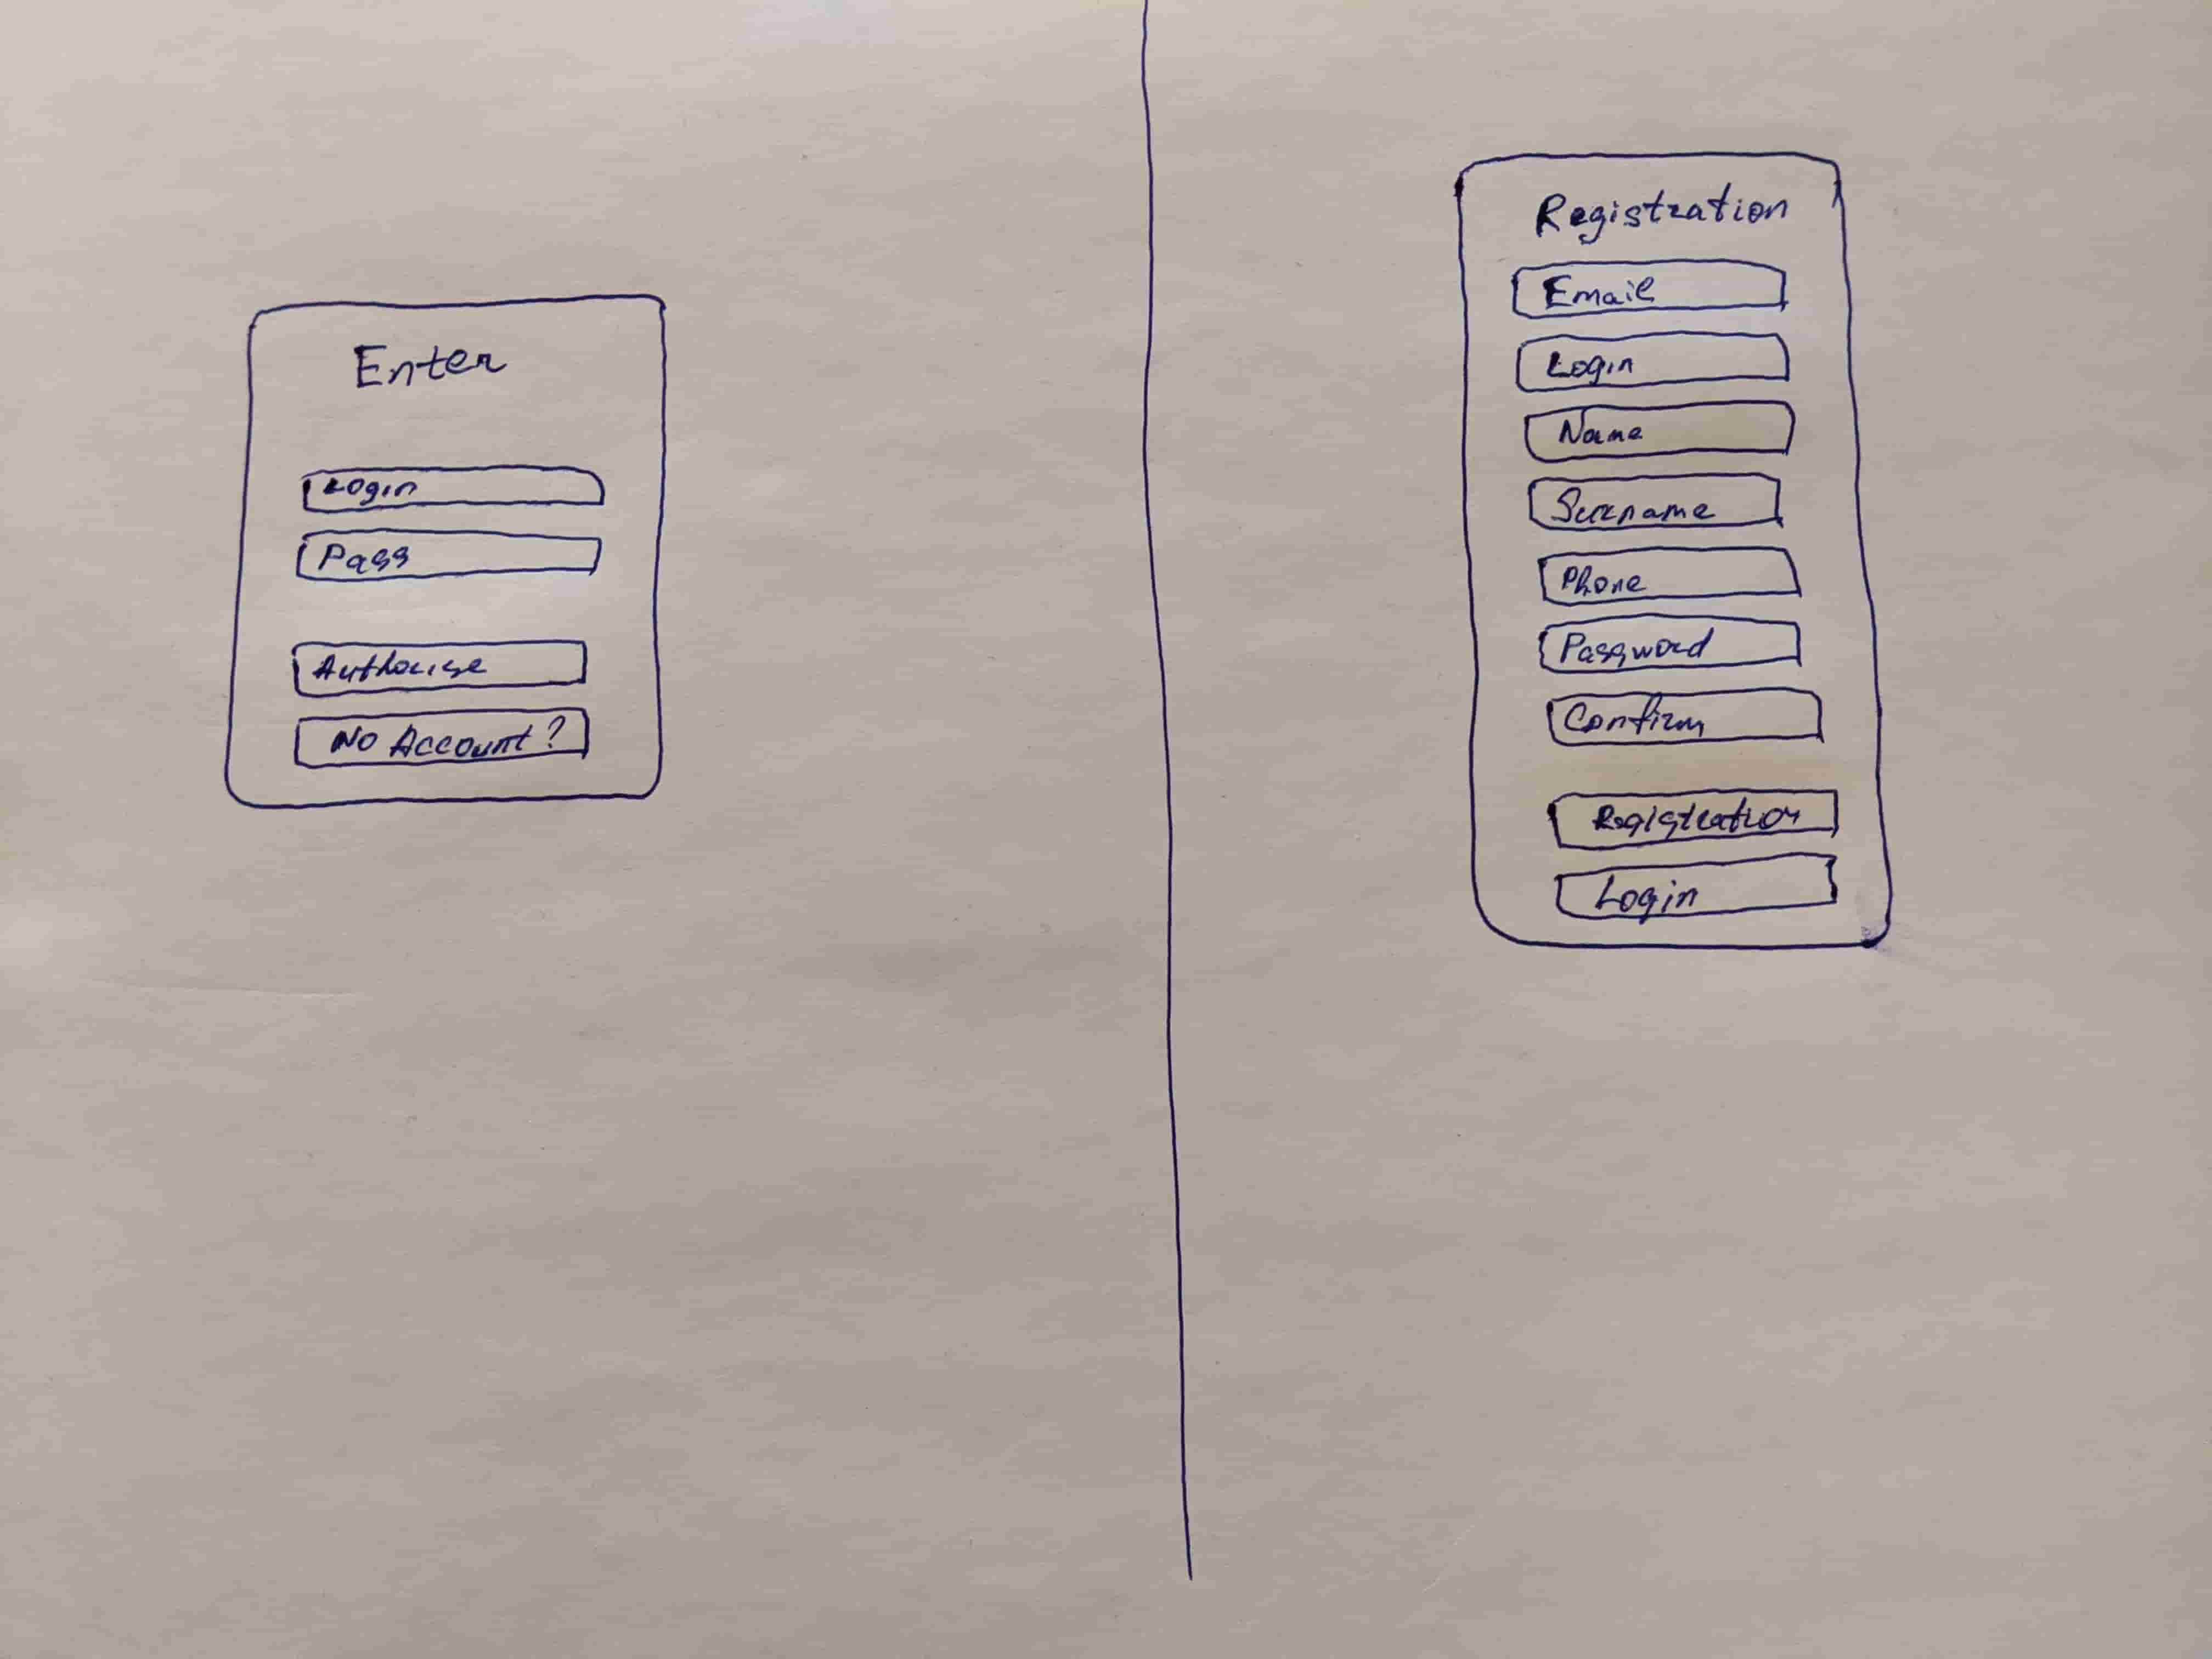 Enter
Login
Pass
Authorise
No Account?
Registration
Email
Login
Name
Surname
Phone
Password
Confirm
Registration
Login